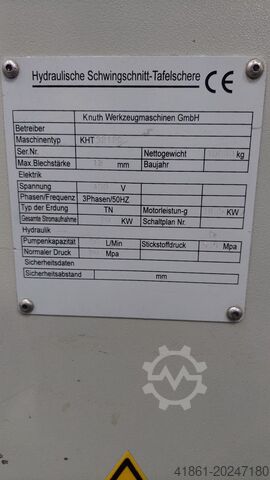 Hydraulische Schwingschnitt-Tafelschere CE
Knuth Werkzeugmaschinen GmbH
Betreiber
Maschinentyp KHT
Ser.Nr. Nettogewicht kg
Max.Blechstärke mm Baujahr
Elektrik
Spannung V
Phasen/Frequenz 3Phasen/50HZ
Typ der Erdung TN Motorleistun-g KW
Gesamte Stromaufnahme KW Schaltplan Nr.
Hydraulik
Pumpenkapazität L/Min Stickstoffdruck Mpa
Normaler Druck Mpa
Sicherheitsdaten
Sicherheitsabstand mm
41861-20247180